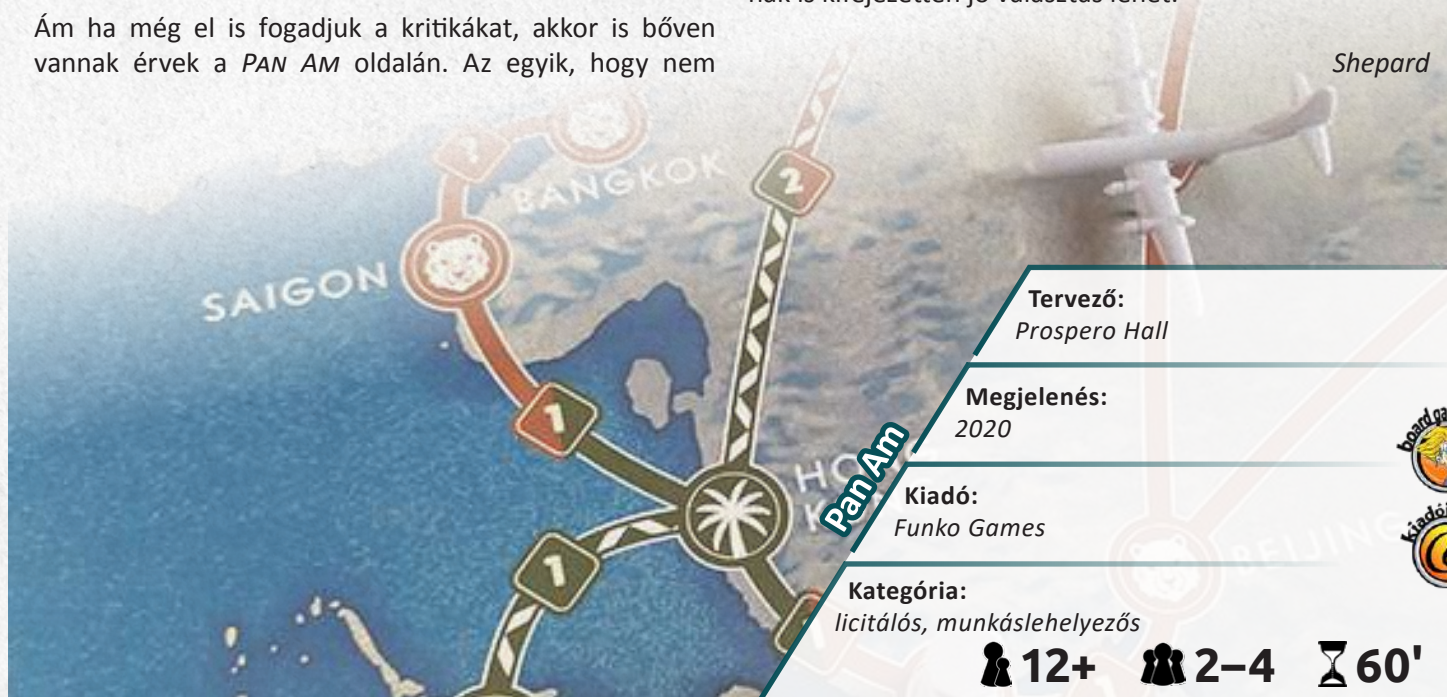 Ám ha még el is fogadjuk a kritikákat, akkor is bőven
vannak érvek a PAN AM oldalán. Az egyik, hogy nem
Shepard
BANGKOK
2
SAIGON
1
1
HO
BEIJING
Pan Am
Tervező:
Prospero Hall
Megjelenés:
2020
Kiadó:
Funko Games
Kategória:
licitálós, munkáslehelyezős
12+ 2–4 60'